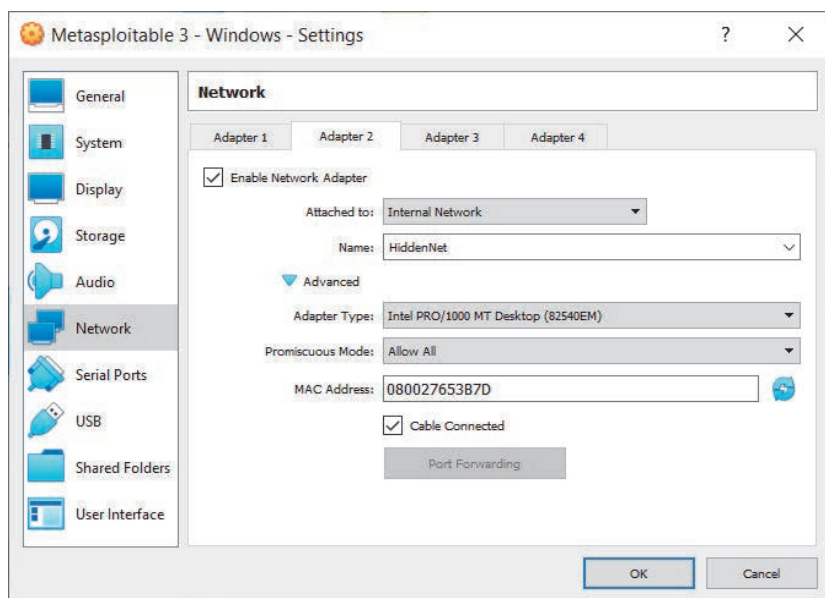 Metasploitable 3 - Windows - Settings ?
General
System
Display
Storage
Audio
Network
Serial Ports
USB
Shared Folders
User Interface
Network
Adapter 1 Adapter 2 Adapter 3 Adapter 4
Enable Network Adapter
Attached to: Internal Network
Name: HiddenNet
Advanced
Adapter Type: Intel PRO/1000 MT Desktop (82540EM)
Promiscuous Mode: Allow All
MAC Address: 080027653B7D
Cable Connected
Port Forwarding
OK Cancel